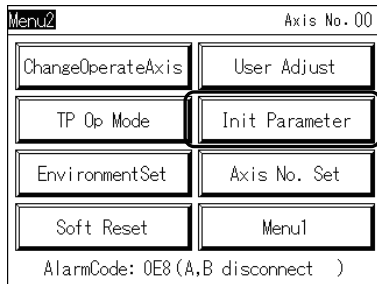 Menu2 Axis No. 00
ChangeOperateAxis User Adjust
TP Op Mode Init Parameter
EnvironmentSet Axis No. Set
Soft Reset Menu1
AlarmCode: 0E8(A,B disconnect )